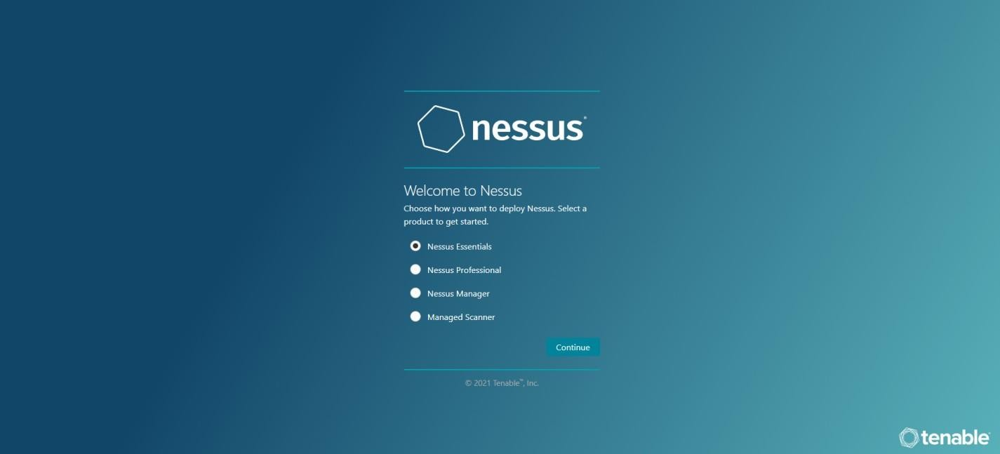 nessus®
Welcome to Nessus
Choose how you want to deploy Nessus. Select a
product to get started.
Nessus Essentials
Nessus Professional
Nessus Manager
Managed Scanner
Continue
© 2021 Tenable™, Inc.
tenable®